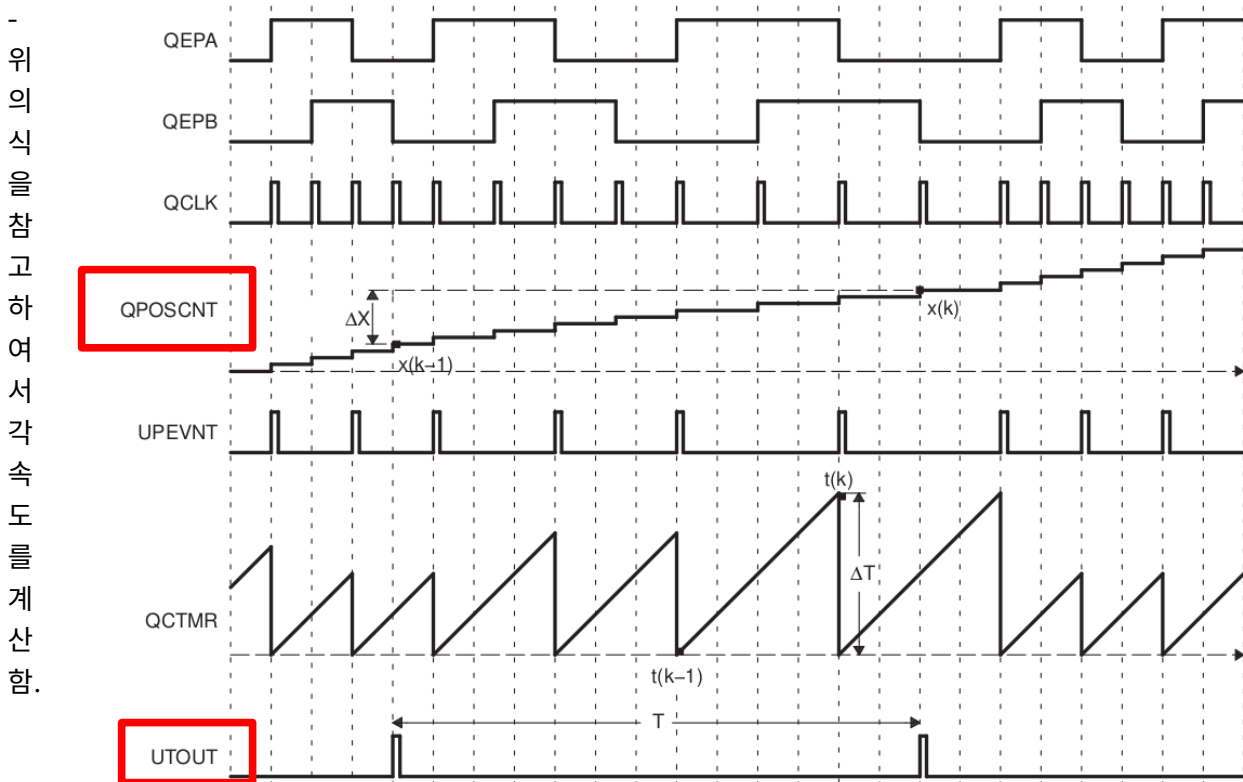 -
위
의
식
을
참
고
하
여
서
각
속
도
를
계
산
함.
QEPA
QEPB
QCLK
QPOSCNT
ΔX
x(k−1)
x(k)
UPEVNT
t(k)
ΔT
QCTMR
t(k−1)
T
UTOUT